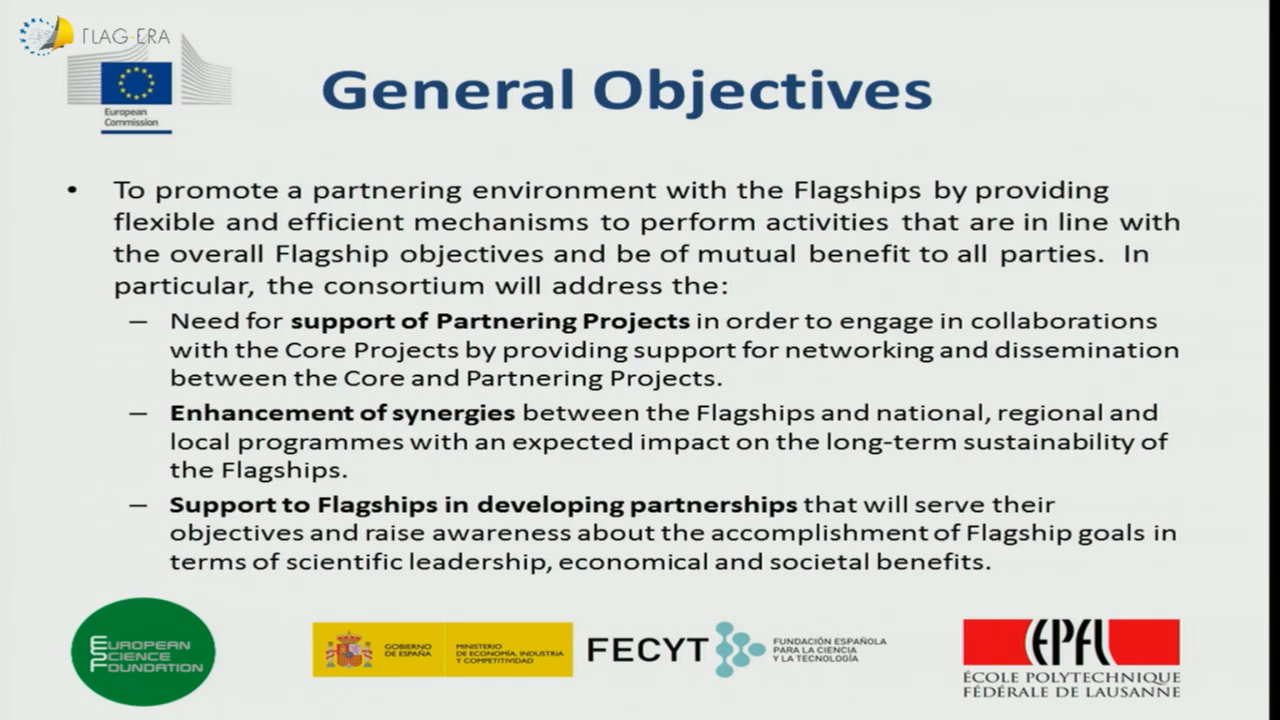 FLAG-ERA
European
Commission
General Objectives
• To promote a partnering environment with the Flagships by providing
flexible and efficient mechanisms to perform activities that are in line with
the overall Flagship objectives and be of mutual benefit to all parties. In
particular, the consortium will address the:
– Need for support of Partnering Projects in order to engage in collaborations
with the Core Projects by providing support for networking and dissemination
between the Core and Partnering Projects.
– Enhancement of synergies between the Flagships and national, regional and
local programmes with an expected impact on the long-term sustainability of
the Flagships.
– Support to Flagships in developing partnerships that will serve their
objectives and raise awareness about the accomplishment of Flagship goals in
terms of scientific leadership, economical and societal benefits.
EUROPEAN
SCIENCE
FOUNDATION
GOBIERNO
DE ESPAÑA
MINISTERIO
DE ECONOMÍA, INDUSTRIA
Y COMPETITIVIDAD
FECYT
FUNDACIÓN ESPAÑOLA
PARA LA CIENCIA
Y LA TECNOLOGÍA
EPFL
ÉCOLE POLYTECHNIQUE
FÉDÉRALE DE LAUSANNE